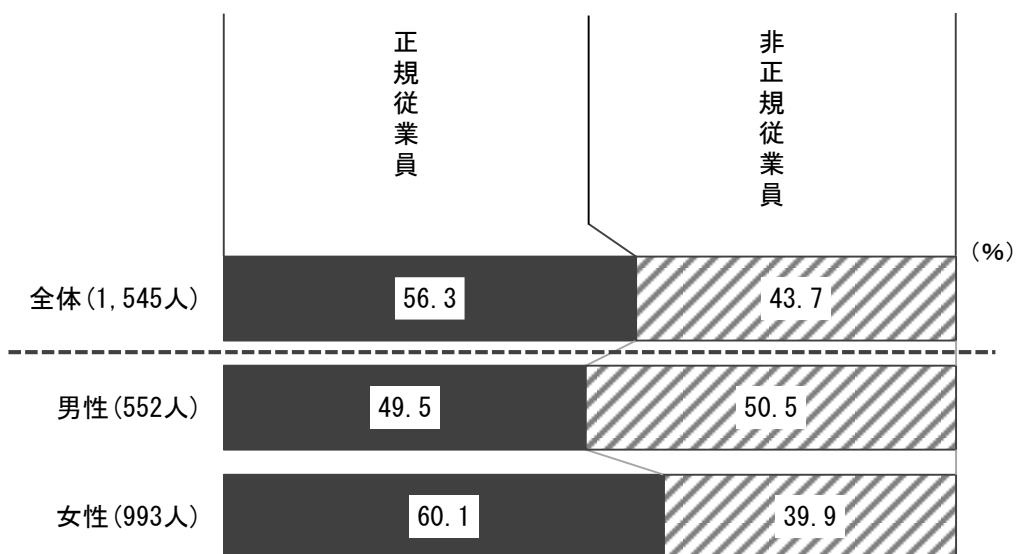 正規従業員
非正規従業員
(%)
全体(1,545人)
56.3
43.7
男性(552人)
49.5
50.5
女性(993人)
60.1
39.9